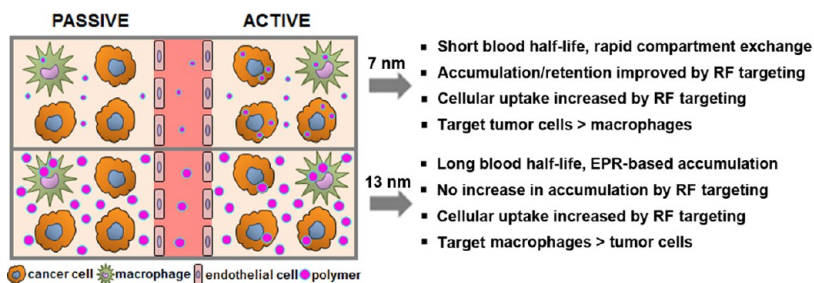 PASSIVE ACTIVE
7 nm
▪ Short blood half-life, rapid compartment exchange
▪ Accumulation/retention improved by RF targeting
▪ Cellular uptake increased by RF targeting
▪ Target tumor cells > macrophages
13 nm
▪ Long blood half-life, EPR-based accumulation
▪ No increase in accumulation by RF targeting
▪ Cellular uptake increased by RF targeting
▪ Target macrophages > tumor cells
cancer cell macrophage endothelial cell polymer